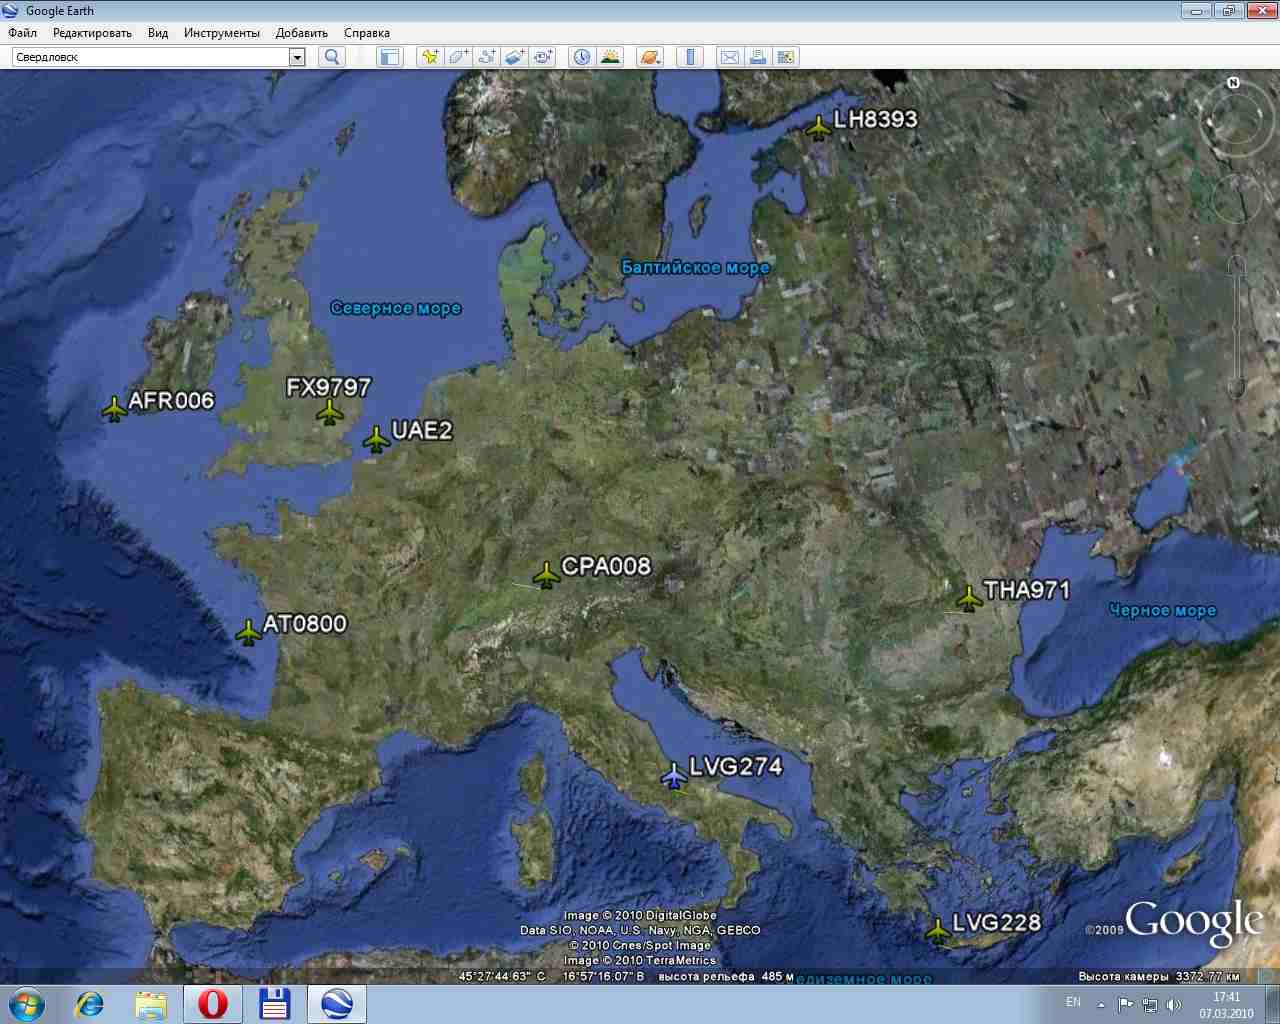 Google Earth
Файл Редактировать Вид Инструменты Добавить Справка
Свердловск
N
LH8393
Балтийское море
Северное море
FX9797
AFR006
UAE2
CPA008
THA971
Черное море
AT0800
LVG274
LVG228
Image © 2010 DigitalGlobe
Data SIO, NOAA, U.S. Navy, NGA, GEBCO
© 2010 Cnes/Spot Image
Image © 2010 TerraMetrics
©2009 Google
45°27'44.63" С 16°57'16.07" В высота рельефа 485 м едиземное море Высота камеры 3372.77 км
EN 17:41
07.03.2010